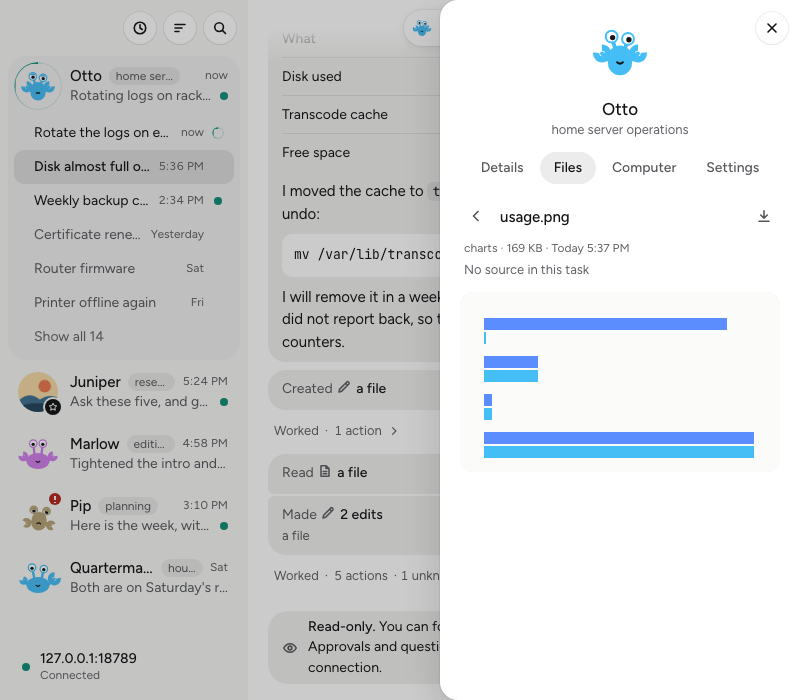 Otto home ser... now
Rotating logs on rack...
Rotate the logs on e... now
Disk almost full o... 5:36 PM
Weekly backup c... 2:34 PM
Certificate rene... Yesterday
Router firmware Sat
Printer offline again Fri
Show all 14
Juniper rese... 5:24 PM
Ask these five, and g...
Marlow editi... 4:58 PM
Tightened the intro and...
Pip planning 3:10 PM
Here is the week, wit...
Quarterma... hou... Sat
Both are on Saturday's r...
127.0.0.1:18789
Connected
What
Disk used
Transcode cache
Free space
I moved the cache to
undo:
mv /var/lib/transco
I will remove it in a week
did not report back, so t
counters.
Created a file
Worked · 1 action
Read a file
Made 2 edits
a file
Worked · 5 actions · 1 unkn
Read-only. You can fo
Approvals and questi
connection.
Otto
home server operations
Details Files Computer Settings
usage.png
charts · 169 KB · Today 5:37 PM
No source in this task